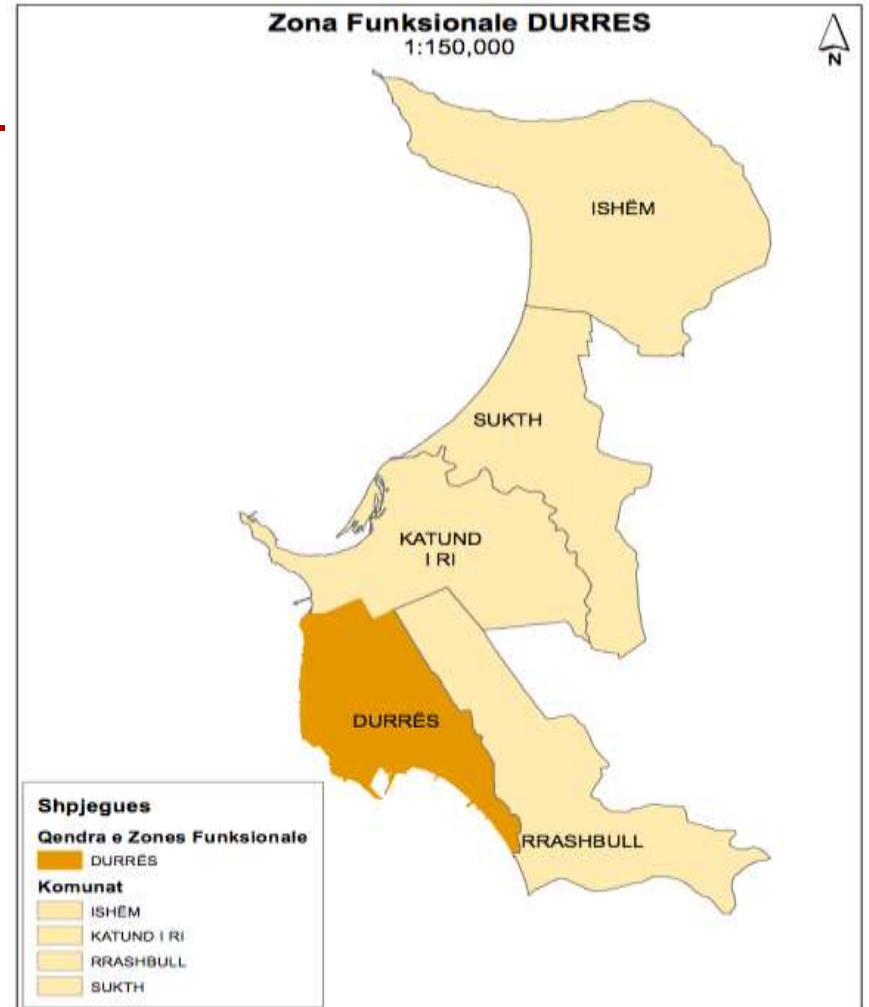 Zona Funksionale DURRES
1:150,000
N
ISHËM
SUKTH
KATUND
I RI
DURRËS
RRASHBULL
Shpjegues
Qendra e Zones Funksionale
DURRËS
Komunat
ISHËM
KATUND I RI
RRASHBULL
SUKTH